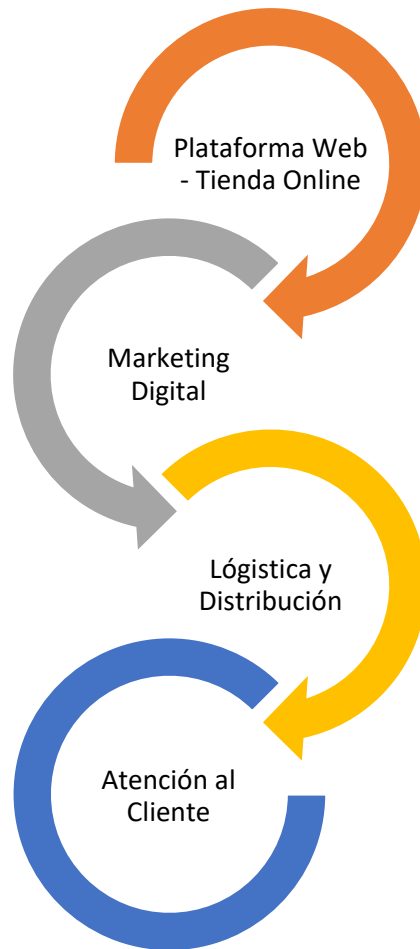 Plataforma Web
- Tienda Online
Marketing
Digital
Lógistica y
Distribución
Atención al
Cliente